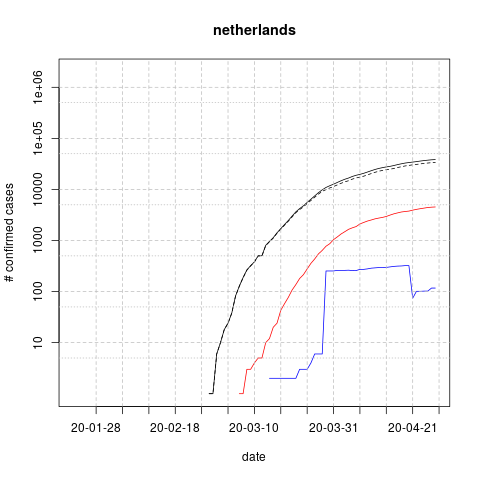 netherlands
# confirmed cases
1e+06
1e+05
10000
1000
100
10
20-01-28
20-02-18
20-03-10
20-03-31
20-04-21
date